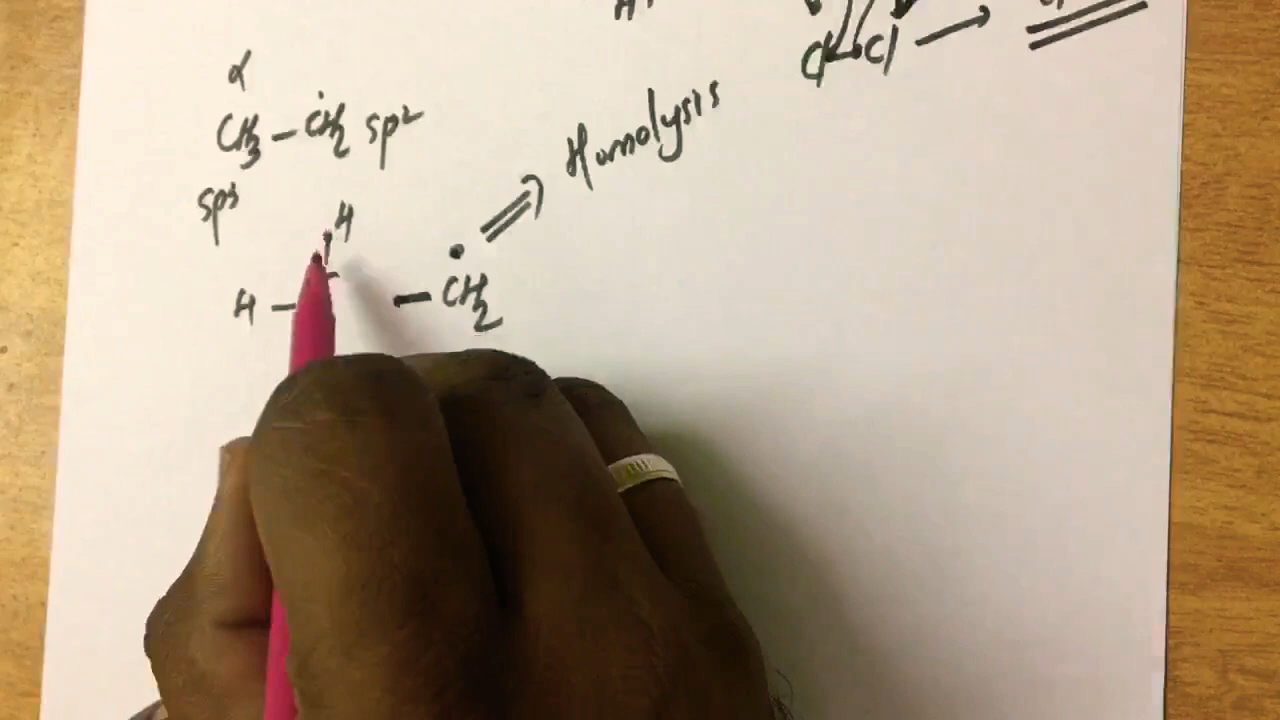 Cl Cl
α
CH3 – ĊH2 sp2
sp3
Homolysis
H
H – – ĊH2